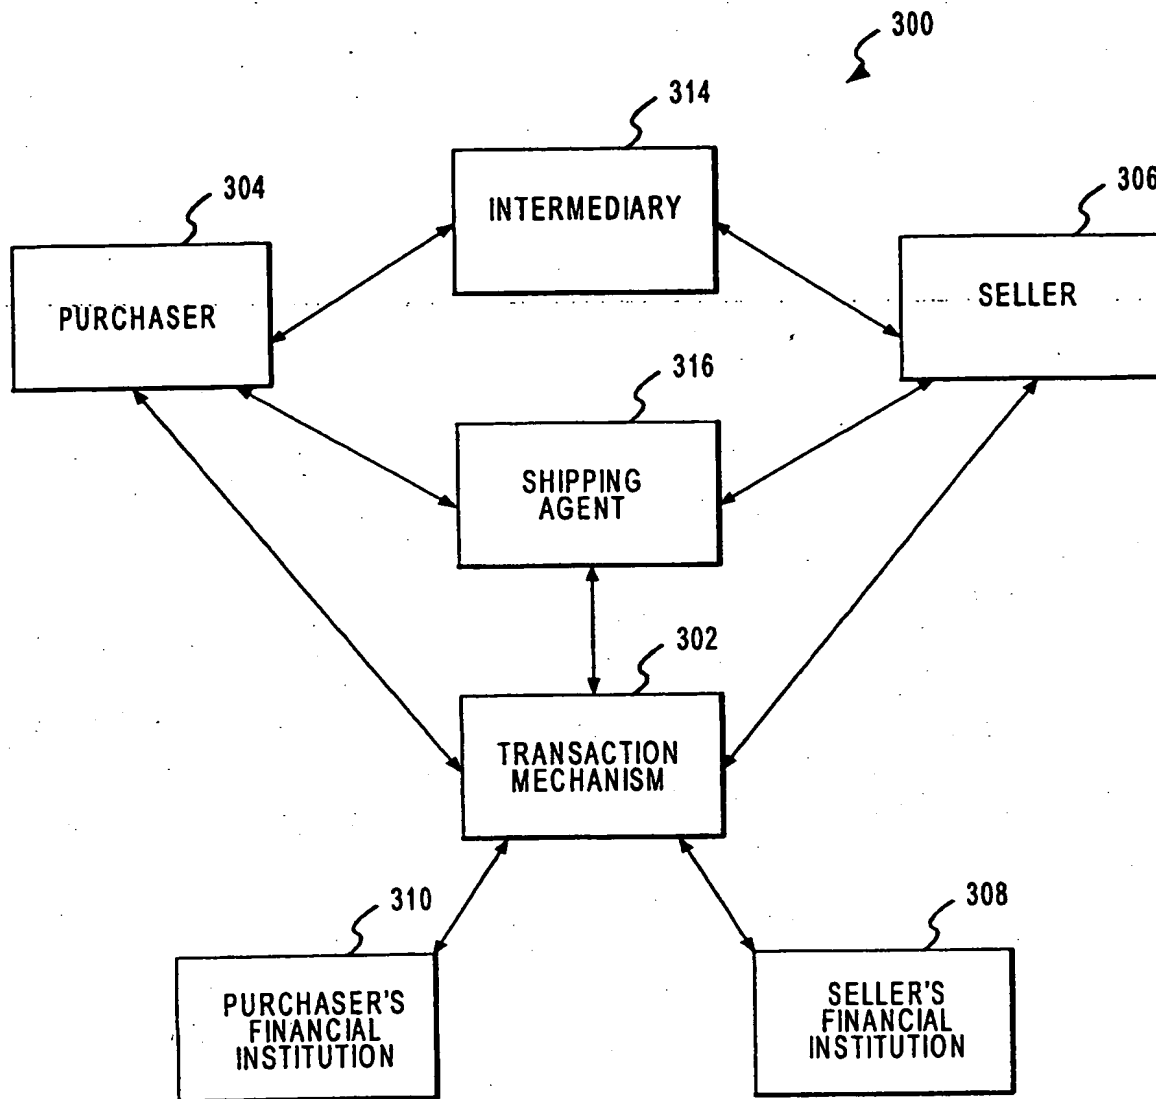 300
314
INTERMEDIARY
304
PURCHASER
306
SELLER
316
SHIPPING
AGENT
302
TRANSACTION
MECHANISM
310
PURCHASER'S
FINANCIAL
INSTITUTION
308
SELLER'S
FINANCIAL
INSTITUTION